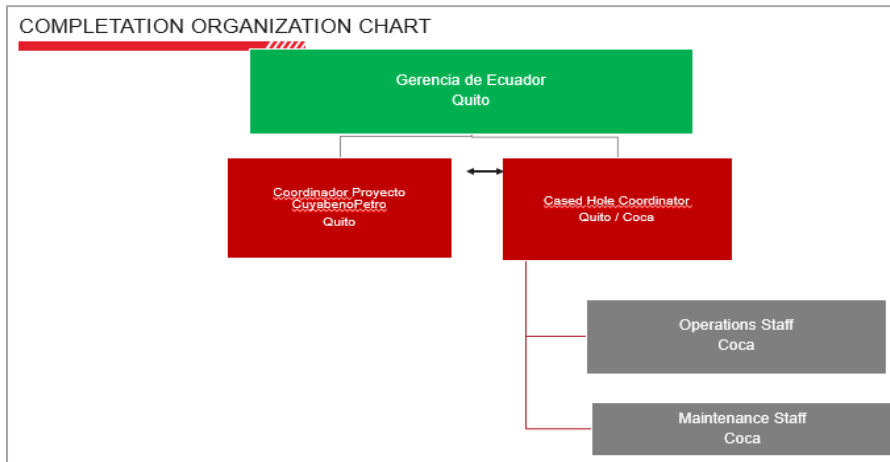 COMPLETATION ORGANIZATION CHART
Gerencia de Ecuador
Quito
Coordinador Proyecto
CuyabenoPetro
Quito
Cased Hole Coordinator
Quito / Coca
Operations Staff
Coca
Maintenance Staff
Coca